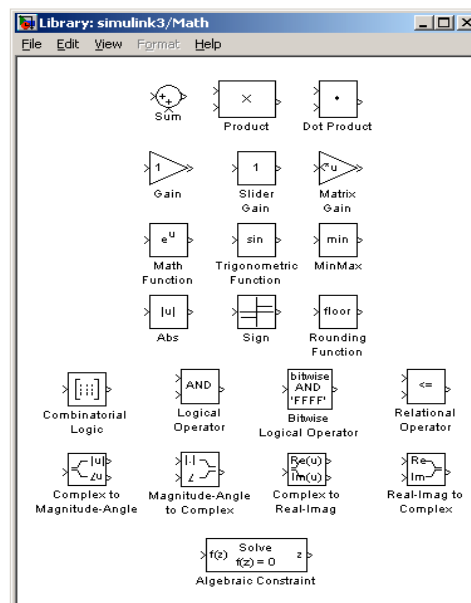 Library: simulink3/Math
File Edit View Format Help
+ +
×
•
Sum
Product
Dot Product
1
1
u
Gain
Slider
Gain
Matrix
Gain
e^u
sin
min
Math
Function
Trigonometric
Function
MinMax
|u|
floor
Abs
Sign
Rounding
Function
AND
bitwise
AND
'FFFF'
<=
Combinatorial
Logic
Logical
Operator
Bitwise
Logical Operator
Relational
Operator
|u|
∠u
|.|
∠
Re(u)
Im(u)
Re
Im
Complex to
Magnitude-Angle
Magnitude-Angle
to Complex
Complex to
Real-Imag
Real-Imag to
Complex
f(z) Solve f(z) = 0 z
Algebraic Constraint